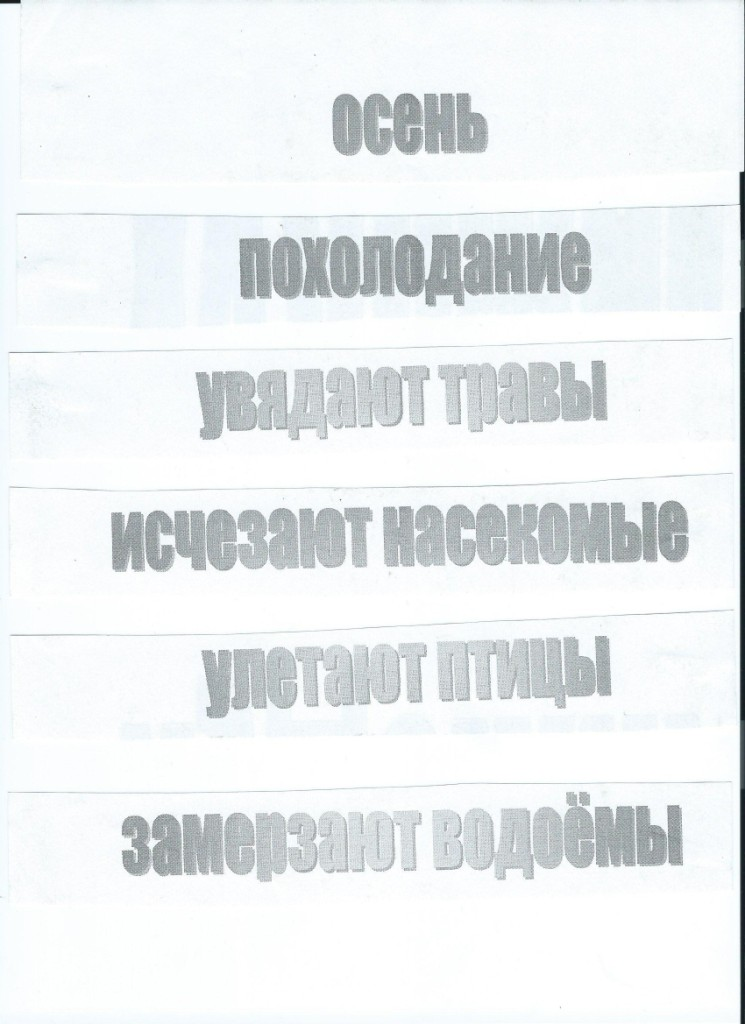 осень
похолодание
увядают травы
исчезают насекомые
улетают птицы
замерзают водоёмы